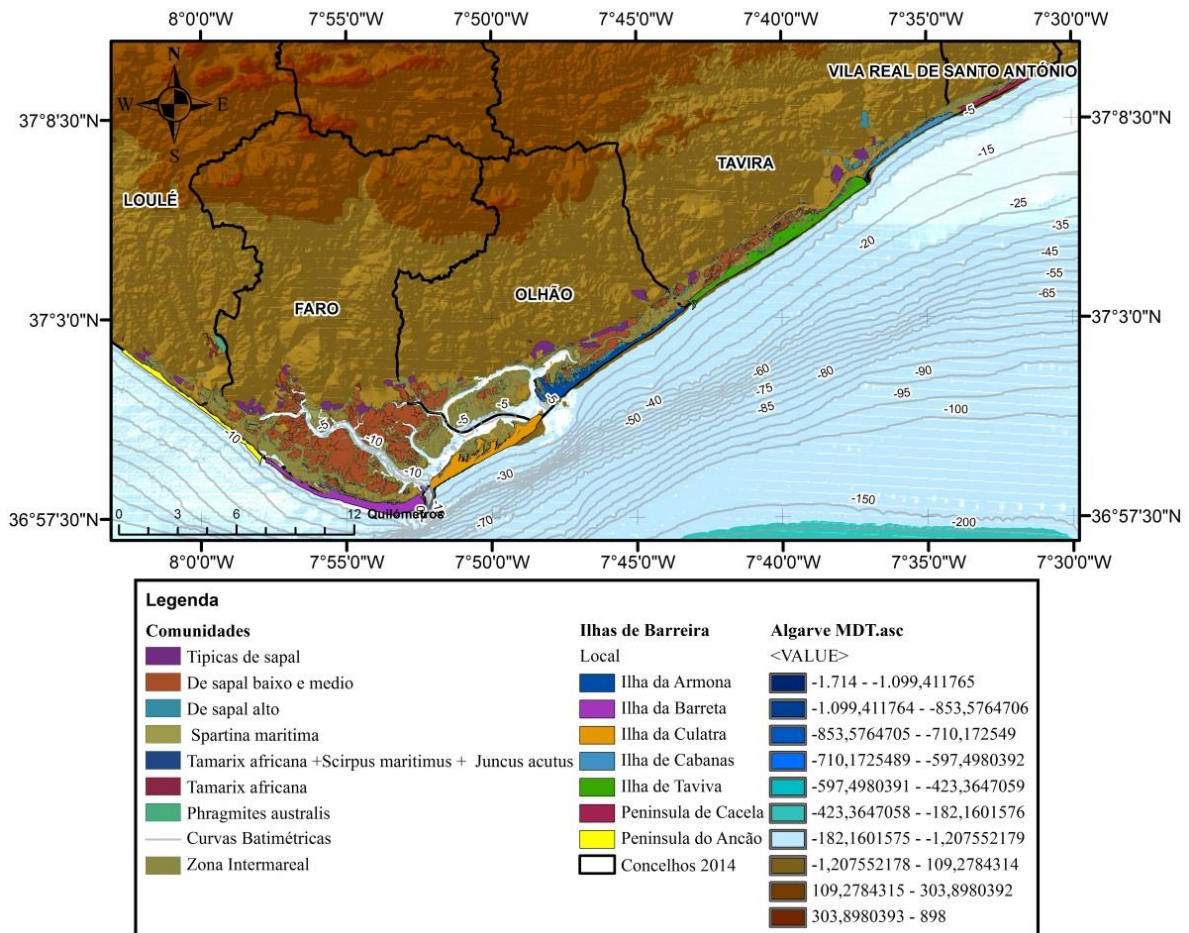 8°0'0"W 7°55'0"W 7°50'0"W 7°45'0"W 7°40'0"W 7°35'0"W 7°30'0"W
N
W E
S
VILA REAL DE SANTO ANTÓNIO
37°8'30"N 37°8'30"N
-5
-15
TAVIRA
LOULÉ
-25
-20
-35
-45
-55
-65
OLHÃO
FARO
37°3'0"N 37°3'0"N
-60
-75 -80 -90
-40 -85 -95
-50 -100
-5 -5 -5
-5
-10 -10
-10
-30
-150
-200
-70
0 3 6 12 Quilómetros
36°57'30"N 36°57'30"N
8°0'0"W 7°55'0"W 7°50'0"W 7°45'0"W 7°40'0"W 7°35'0"W 7°30'0"W
Legenda
Comunidades
Tipicas de sapal
De sapal baixo e medio
De sapal alto
Spartina maritima
Tamarix africana +Scirpus maritimus + Juncus acutus
Tamarix africana
Phragmites australis
Curvas Batimétricas
Zona Intermareal
Ilhas de Barreira
Local
Ilha da Armona
Ilha da Barreta
Ilha da Culatra
Ilha de Cabanas
Ilha de Taviva
Peninsula de Cacela
Peninsula do Ancão
Concelhos 2014
Algarve MDT.asc
<VALUE>
-1.714 - -1.099,411765
-1.099,411764 - -853,5764706
-853,5764705 - -710,172549
-710,1725489 - -597,4980392
-597,4980391 - -423,3647059
-423,3647058 - -182,1601576
-182,1601575 - -1,207552179
-1,207552178 - 109,2784314
109,2784315 - 303,8980392
303,8980393 - 898